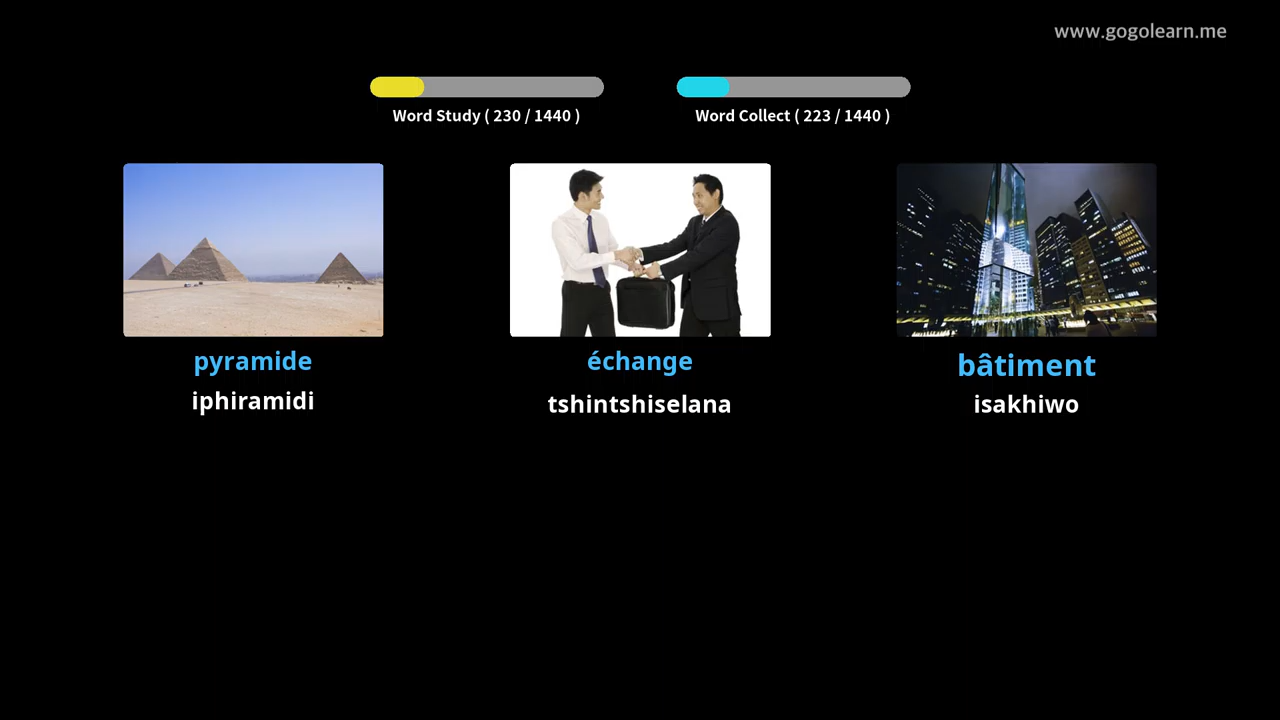 www.gogolearn.me
Word Study ( 230 / 1440 )
Word Collect ( 223 / 1440 )
pyramide
iphiramidi
échange
tshintshiselana
bâtiment
isakhiwo